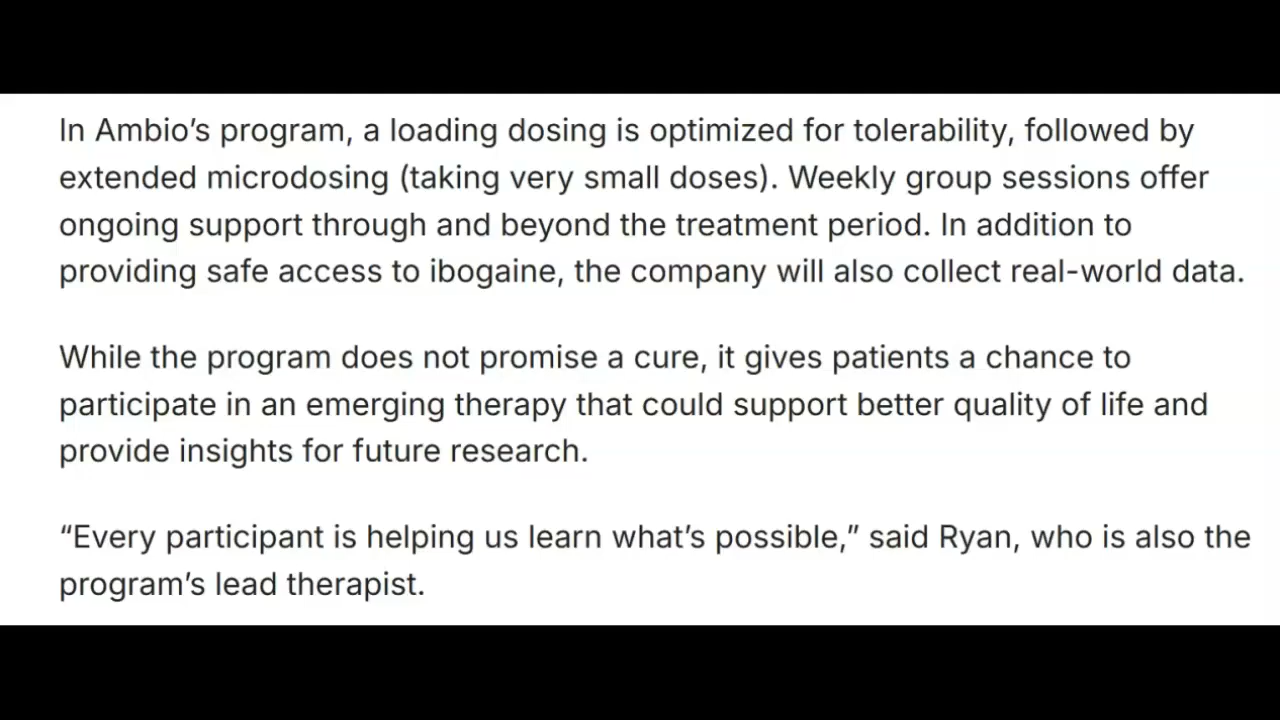 In Ambio’s program, a loading dosing is optimized for tolerability, followed by
extended microdosing (taking very small doses). Weekly group sessions offer
ongoing support through and beyond the treatment period. In addition to
providing safe access to ibogaine, the company will also collect real-world data.
While the program does not promise a cure, it gives patients a chance to
participate in an emerging therapy that could support better quality of life and
provide insights for future research.
“Every participant is helping us learn what’s possible,” said Ryan, who is also the
program’s lead therapist.